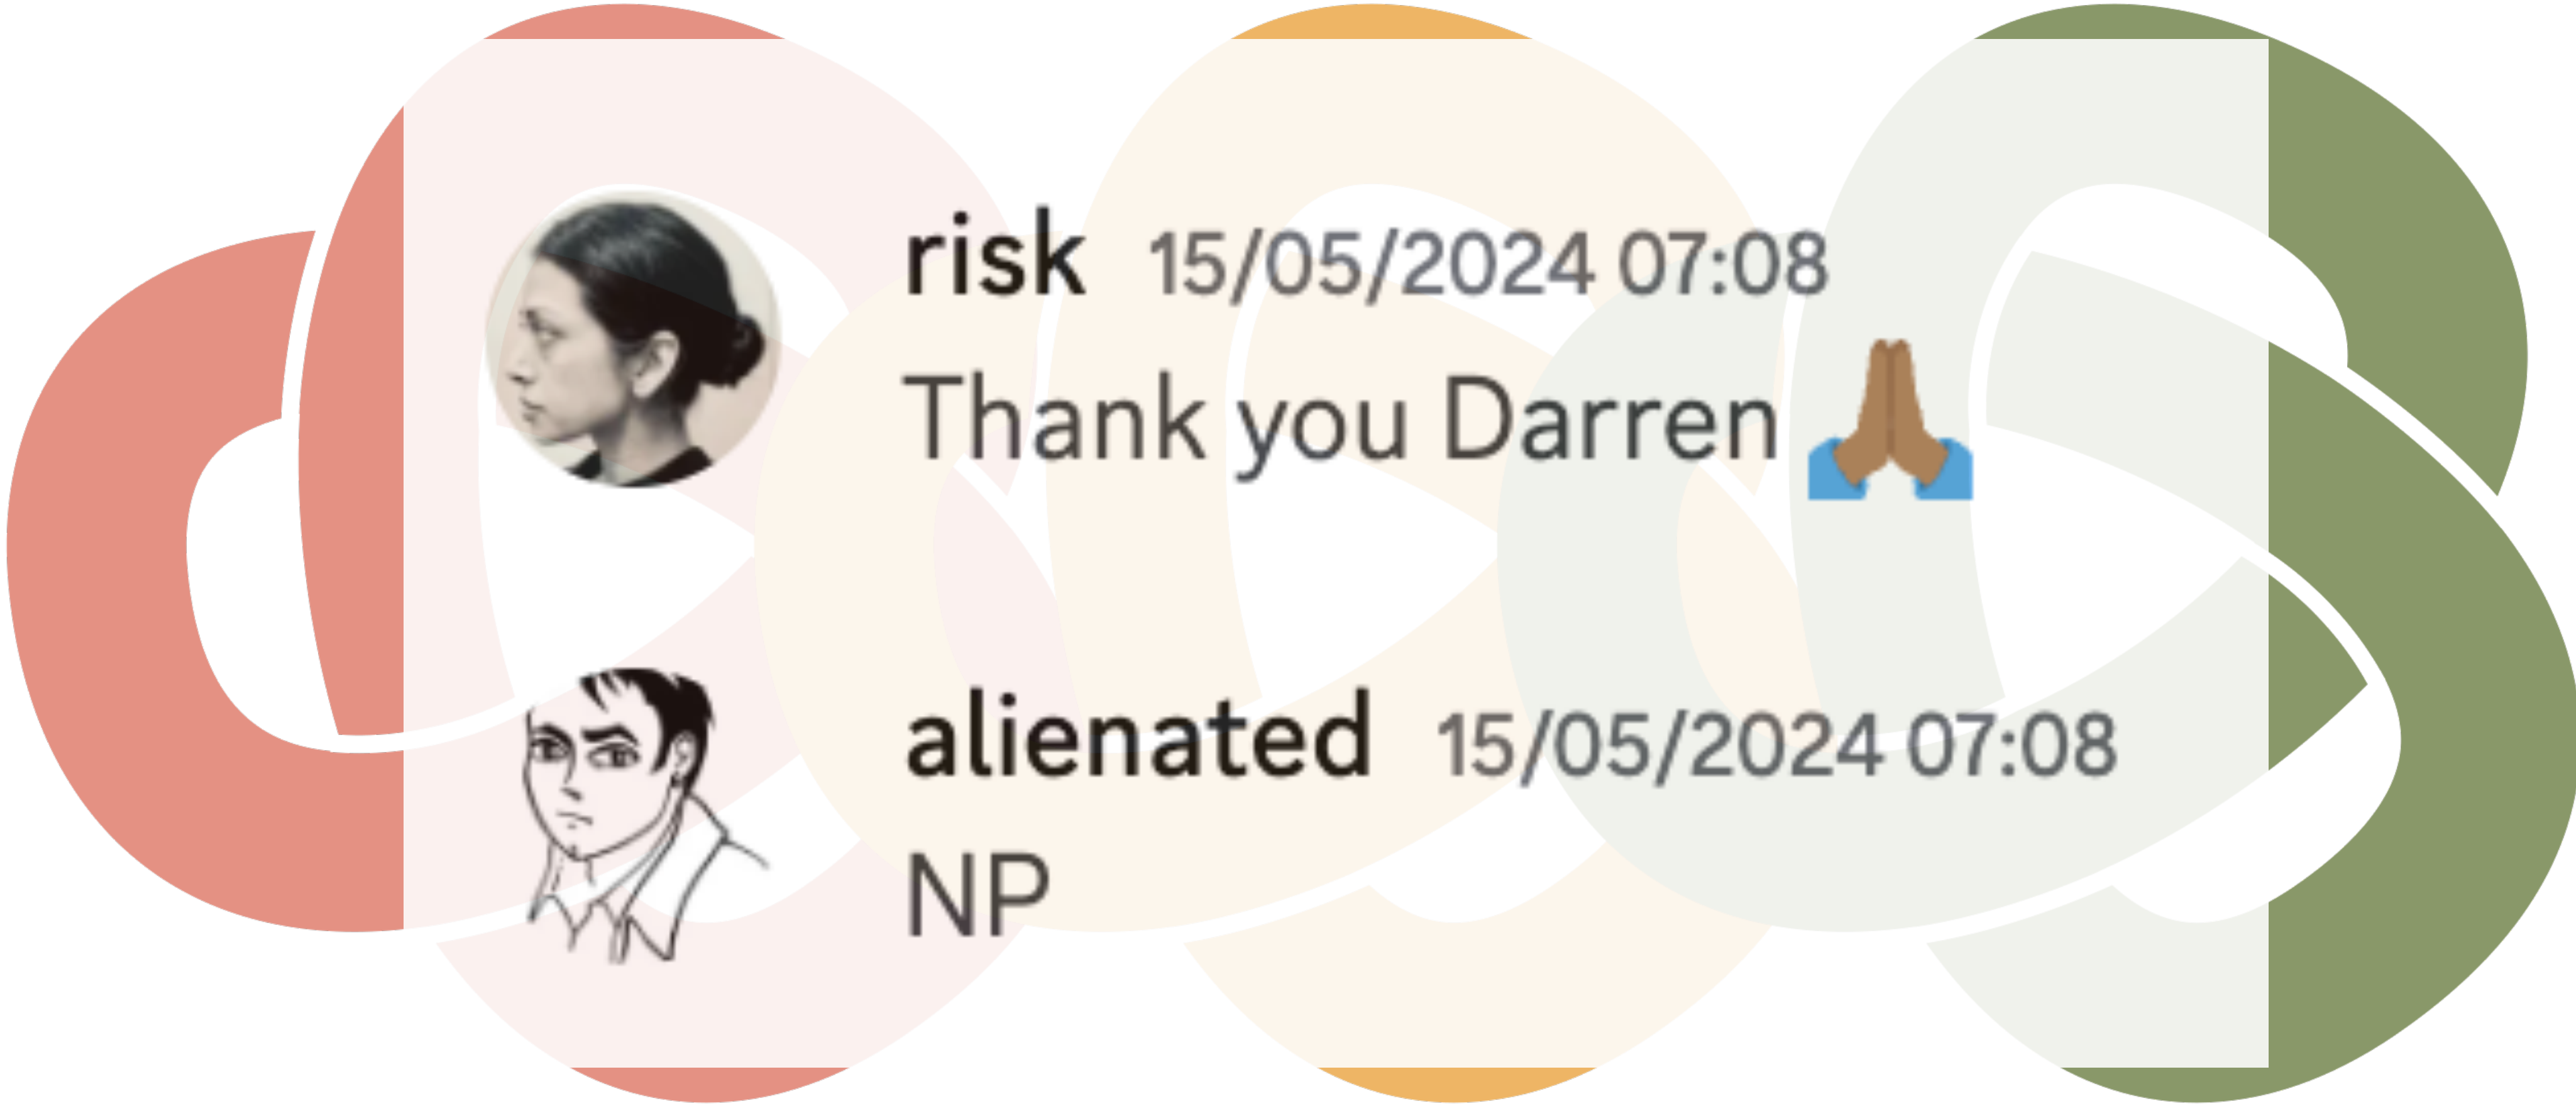 risk 15/05/2024 07:08
Thank you Darren 🙏🏾
alienated 15/05/2024 07:08
NP